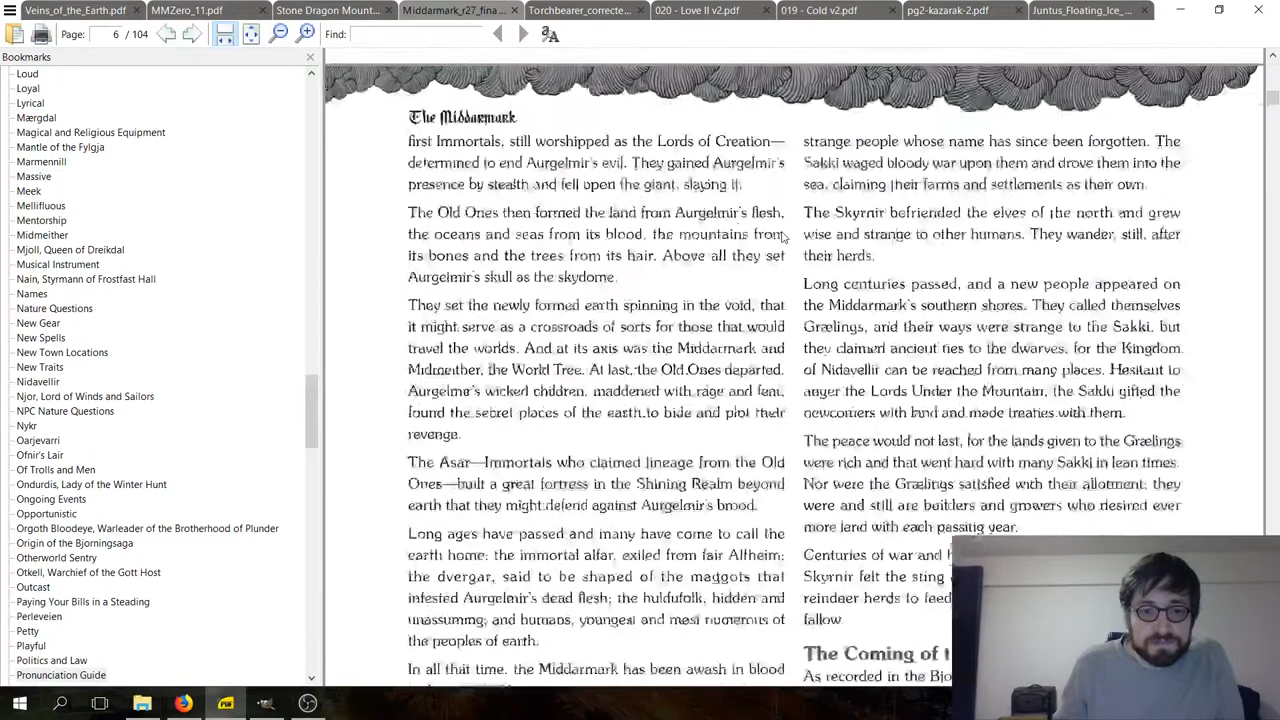 Veins_of_the_Earth.pdf
MMZero_11.pdf
Stone Dragon Mount...
Middarmark_r27_fina...
Torchbearer_correcte...
020 - Love II v2.pdf
019 - Cold v2.pdf
pg2-kazarak-2.pdf
Juntus_Floating_Ice_...
Page: 6 / 104
Find:
Bookmarks
Loud
Loyal
Lyrical
Mærgdal
Magical and Religious Equipment
Mantle of the Fylgja
Marmennill
Massive
Meek
Mellifluous
Mentorship
Midmeither
Mjoll, Queen of Dreikdal
Musical Instrument
Nain, Styrmann of Frostfast Hall
Names
Nature Questions
New Gear
New Spells
New Town Locations
New Traits
Nidavellir
Njor, Lord of Winds and Sailors
NPC Nature Questions
Nykr
Oarjevarri
Ofnir's Lair
Of Trolls and Men
Ondurdis, Lady of the Winter Hunt
Ongoing Events
Opportunistic
Orgoth Bloodeye, Warleader of the Brotherhood of Plunder
Origin of the Bjorningsaga
Otherworld Sentry
Otkell, Warchief of the Gott Host
Outcast
Paying Your Bills in a Steading
Perleveien
Petty
Playful
Politics and Law
Pronunciation Guide
The Middarmark
first Immortals, still worshipped as the Lords of Creation—
determined to end Aurgelmir's evil. They gained Aurgelmir's
presence by stealth and fell upon the giant, slaying it.
The Old Ones then formed the land from Aurgelmir's flesh,
the oceans and seas from its blood, the mountains from
its bones and the trees from its hair. Above all they set
Aurgelmir's skull as the skydome.
They set the newly formed earth spinning in the void, that
it might serve as a crossroads of sorts for those that would
travel the worlds. And at its axis was the Middarmark and
Midmeither, the World Tree. At last, the Old Ones departed.
Aurgelmir's wicked children, maddened with rage and fear,
found the secret places of the earth to hide and plot their
revenge.
The Asar—Immortals who claimed lineage from the Old
Ones—built a great fortress in the Shining Realm beyond
earth that they might defend against Aurgelmir's brood.
Long ages have passed and many have come to call the
earth home: the immortal alfar, exiled from fair Alfheim;
the dvergar, said to be shaped of the maggots that
infested Aurgelmir's dead flesh; the huldufolk, hidden and
unassuming; and humans, youngest and most numerous of
the peoples of earth.
In all that time, the Middarmark has been awash in blood
strange people whose name has since been forgotten. The
Sakki waged bloody war upon them and drove them into the
sea, claiming their farms and settlements as their own.
The Skyrnir befriended the elves of the north and grew
wise and strange to other humans. They wander, still, after
their herds.
Long centuries passed, and a new people appeared on
the Middarmark's southern shores. They called themselves
Grælings, and their ways were strange to the Sakki, but
they claimed ancient ties to the dwarves, for the Kingdom
of Nidavellir can be reached from many places. Hesitant to
anger the Lords Under the Mountain, the Sakki gifted the
newcomers with land and made treaties with them.
The peace would not last, for the lands given to the Grælings
were rich and that went hard with many Sakki in lean times.
Nor were the Grælings satisfied with their allotment; they
were and still are builders and growers who desired ever
more land with each passing year.
Centuries of war and
Skyrnir felt the sting
reindeer herds to feed
fallow.
The Coming of
As recorded in the Bjo